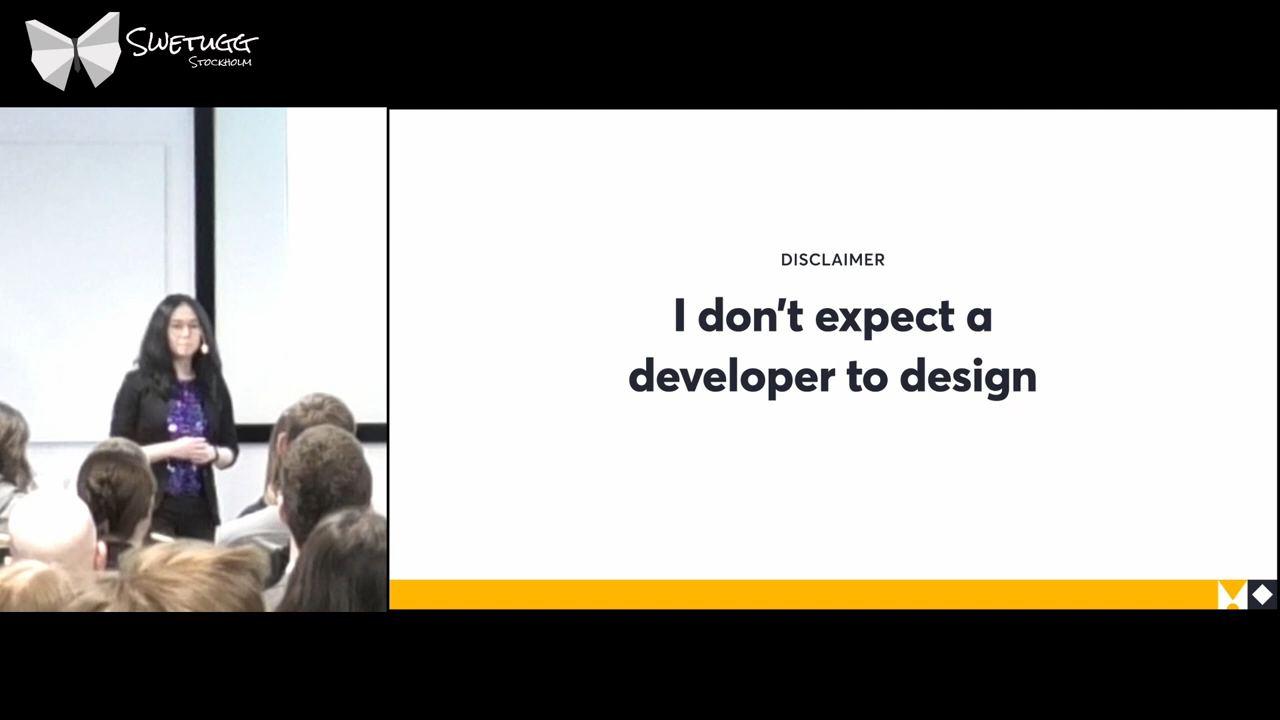 Swetugg
Stockholm
DISCLAIMER
I don't expect a
developer to design